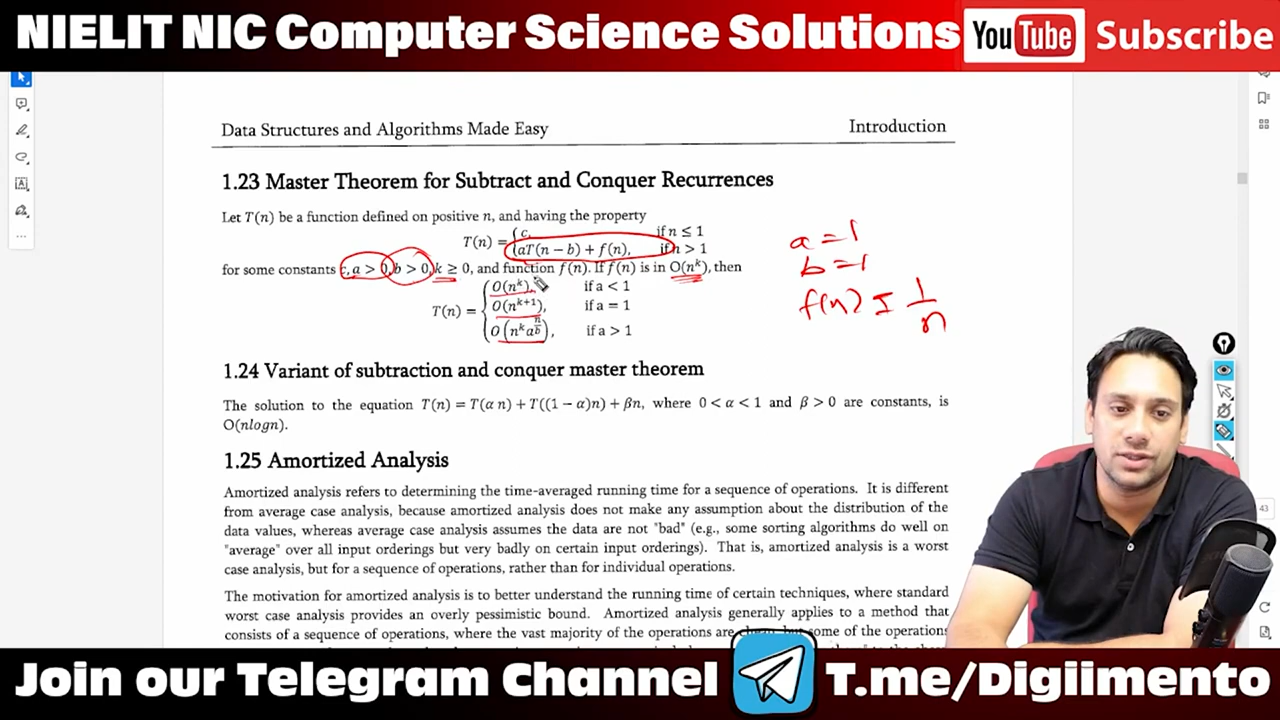 NIELIT NIC Computer Science Solutions YouTube Subscribe
Data Structures and Algorithms Made Easy Introduction
1.23 Master Theorem for Subtract and Conquer Recurrences
Let T(n) be a function defined on positive n, and having the property
T(n) = { c, if n ≤ 1
aT(n − b) + f(n), if n > 1
for some constants c, a > 0, b > 0, k ≥ 0, and function f(n). If f(n) is in O(n^k), then
T(n) = { O(n^k), if a < 1
O(n^{k+1}), if a = 1
O(n^k a^{n/b}), if a > 1
a = 1
b = 1
f(n) = 1/n
1.24 Variant of subtraction and conquer master theorem
The solution to the equation T(n) = T(α n) + T((1 − α)n) + βn, where 0 < α < 1 and β > 0 are constants, is
O(nlogn).
1.25 Amortized Analysis
Amortized analysis refers to determining the time-averaged running time for a sequence of operations. It is different
from average case analysis, because amortized analysis does not make any assumption about the distribution of the
data values, whereas average case analysis assumes the data are not "bad" (e.g., some sorting algorithms do well on
"average" over all input orderings but very badly on certain input orderings). That is, amortized analysis is a worst
case analysis, but for a sequence of operations, rather than for individual operations.
The motivation for amortized analysis is to better understand the running time of certain techniques, where standard
worst case analysis provides an overly pessimistic bound. Amortized analysis generally applies to a method that
consists of a sequence of operations, where the vast majority of the operations are cheap, but some of the operations
43
Join our Telegram Channel T.me/Digiimento